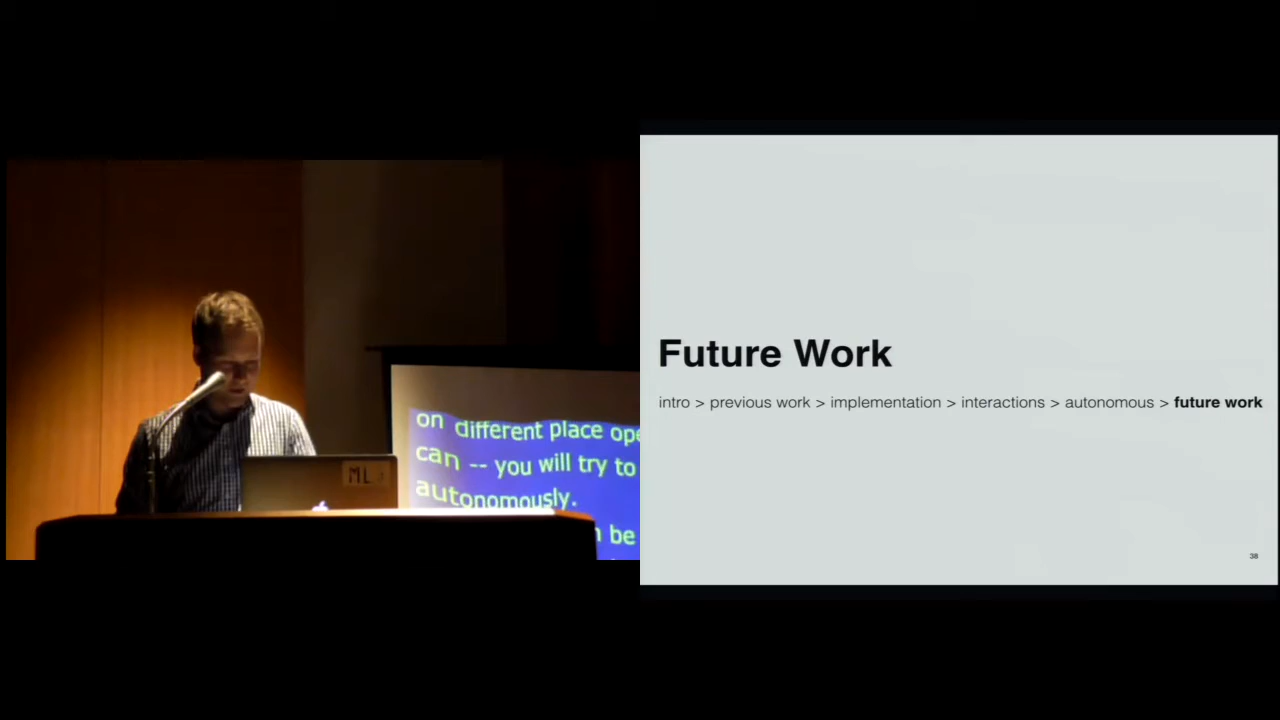 on different place
can -- you will try to
autonomously.
be
ML
Future Work
intro > previous work > implementation > interactions > autonomous > future work
38